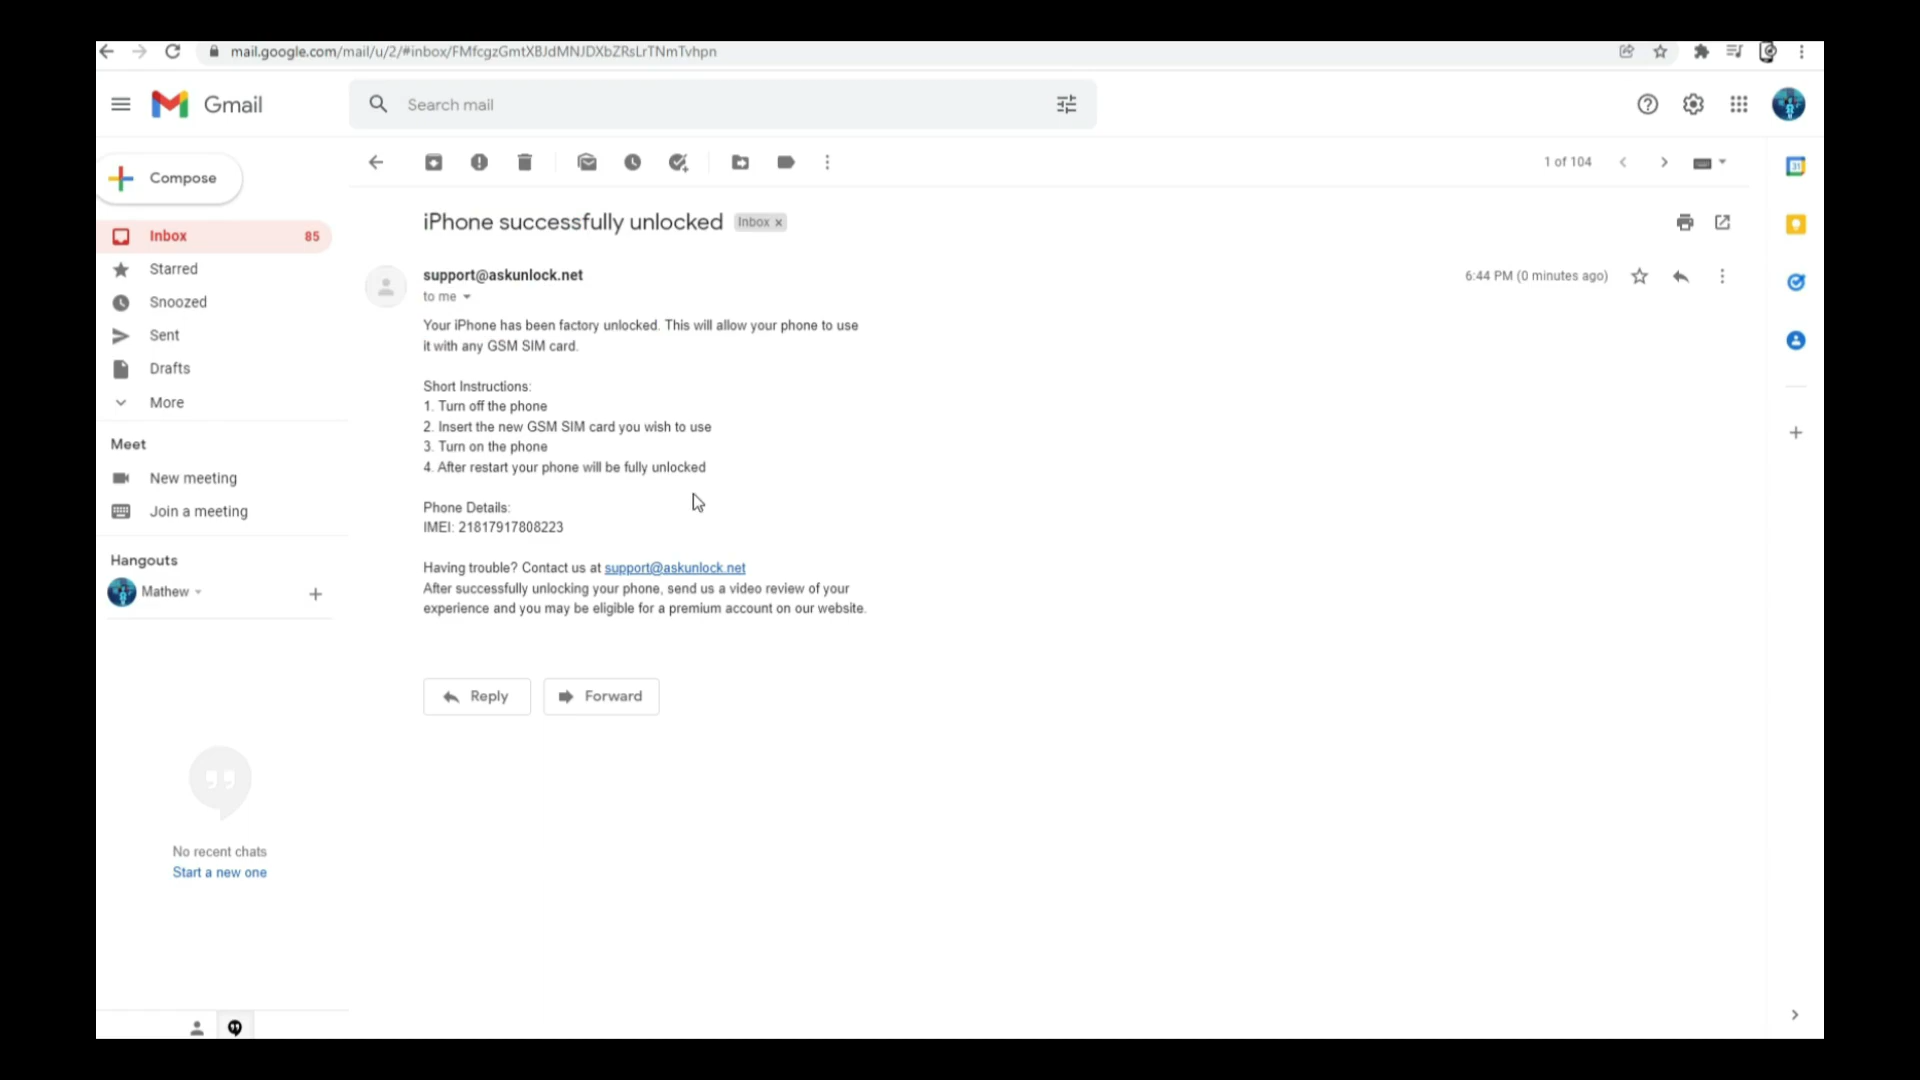 mail.google.com/mail/u/2/#inbox/FMfcgzGmtXBJdMNJDXbZRsLrTNmTvhpn
Gmail
Search mail
Compose
1 of 104
31
iPhone successfully unlocked
Inbox x
Inbox
85
Starred
Snoozed
Sent
Drafts
More
support@askunlock.net
6:44 PM (0 minutes ago)
to me
Your iPhone has been factory unlocked. This will allow your phone to use
it with any GSM SIM card.
Short Instructions:
1. Turn off the phone
2. Insert the new GSM SIM card you wish to use
3. Turn on the phone
4. After restart your phone will be fully unlocked
Phone Details:
IMEI: 21817917808223
Having trouble? Contact us at support@askunlock.net
After successfully unlocking your phone, send us a video review of your
experience and you may be eligible for a premium account on our website.
Reply
Forward
Meet
New meeting
Join a meeting
Hangouts
Mathew
No recent chats
Start a new one